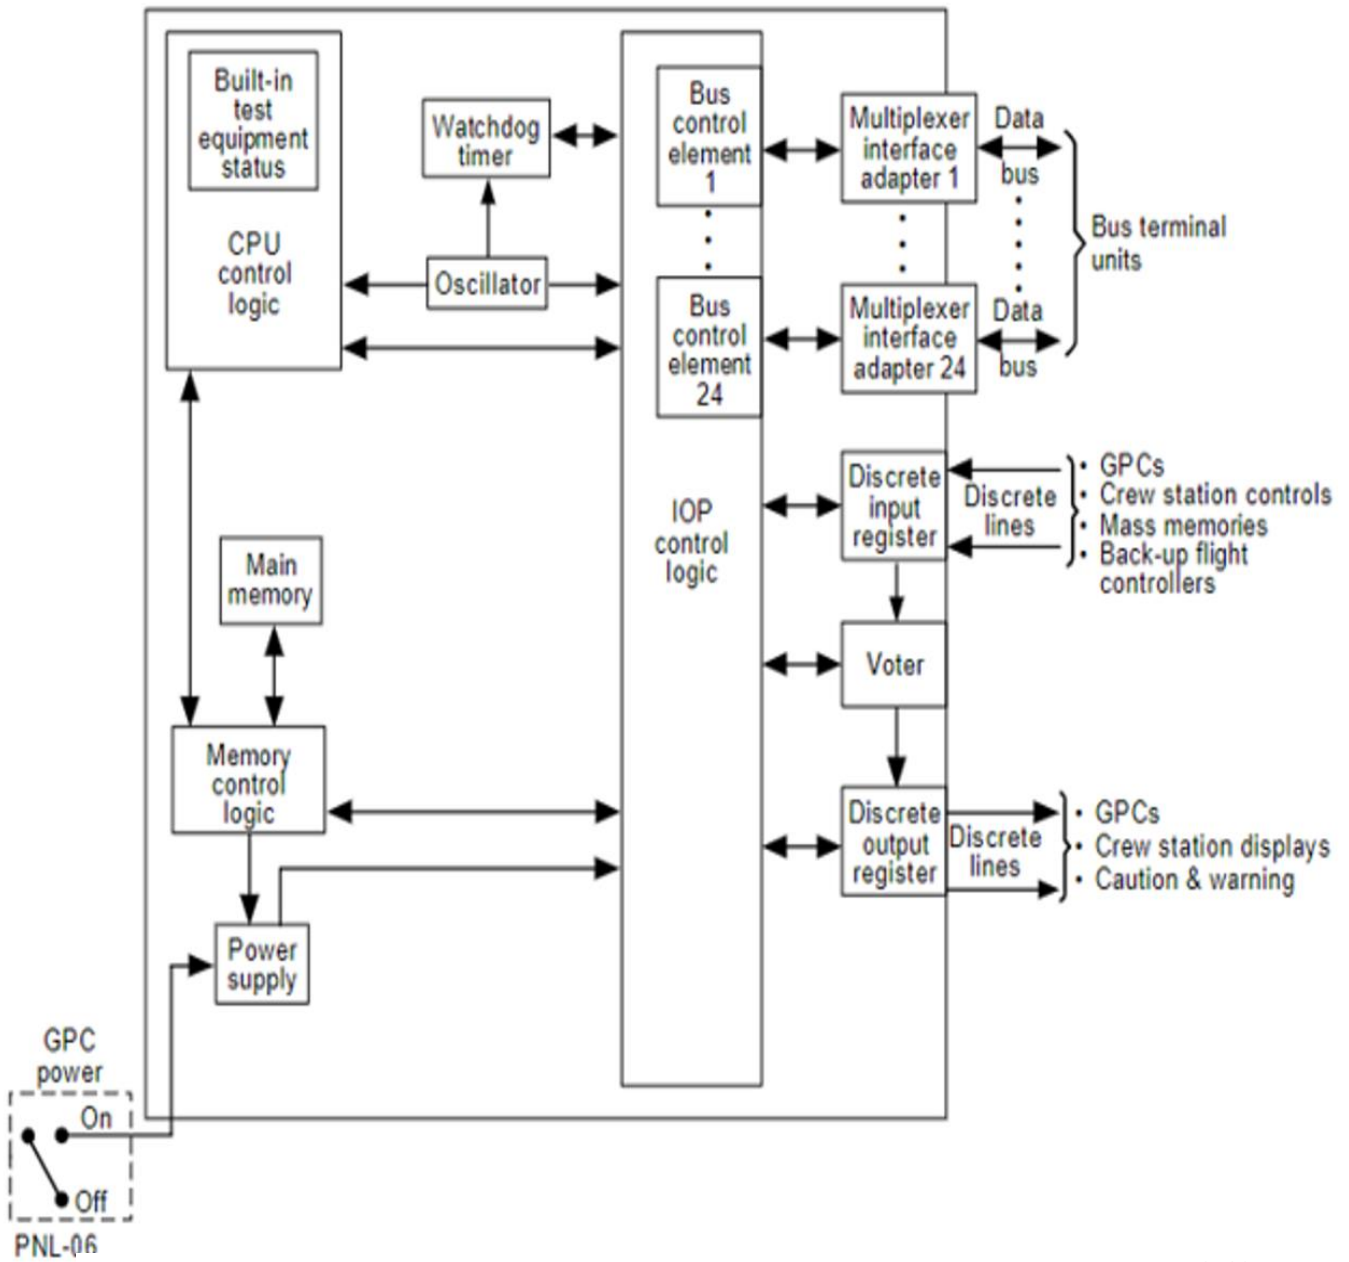 Built-in
test
equipment
status
CPU
control
logic
Watchdog
timer
Oscillator
Main
memory
Memory
control
logic
Power
supply
GPC
power
On
Off
PNL-06
Bus
control
element
1
Bus
control
element
24
IOP
control
logic
Multiplexer
interface
adapter 1
Multiplexer
interface
adapter 24
Data
bus
Data
bus
Bus terminal
units
Discrete
input
register
Discrete
lines
• GPCs
• Crew station controls
• Mass memories
• Back-up flight
controllers
Voter
Discrete
output
register
Discrete
lines
• GPCs
• Crew station displays
• Caution & warning